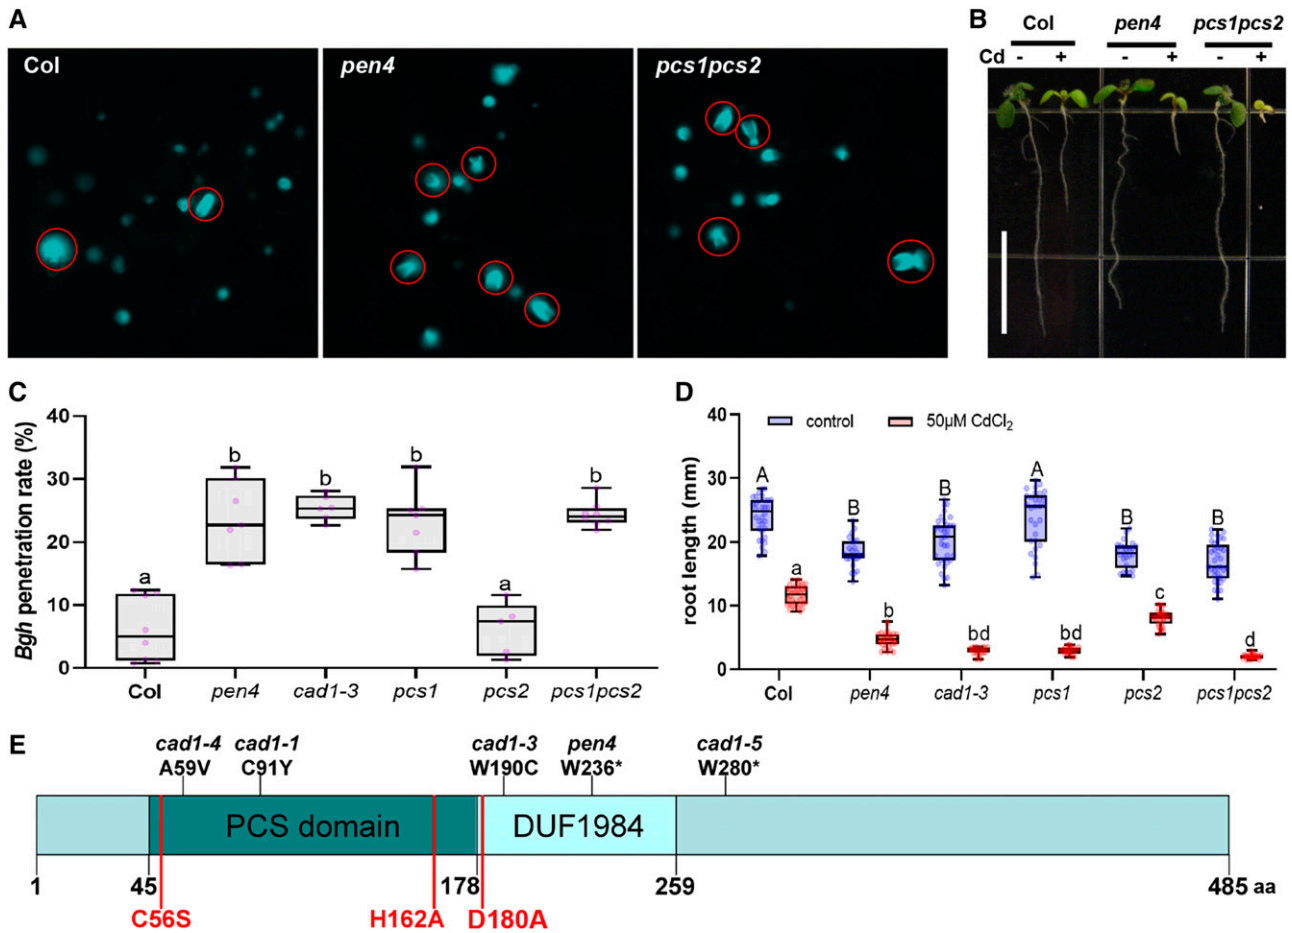 A
Col
pen4
pcs1pcs2
B
Col
pen4
pcs1pcs2
Cd
-
+
-
+
-
+
C
Bgh penetration rate (%)
40
30
20
10
0
a
b
b
b
a
b
Col
pen4
cad1-3
pcs1
pcs2
pcs1pcs2
D
root length (mm)
40
30
20
10
0
control
50µM CdCl₂
A
B
B
A
B
B
a
b
bd
bd
c
d
Col
pen4
cad1-3
pcs1
pcs2
pcs1pcs2
E
cad1-4
A59V
cad1-1
C91Y
cad1-3
W190C
pen4
W236*
cad1-5
W280*
PCS domain
DUF1984
1
45
178
259
485 aa
C56S
H162A
D180A